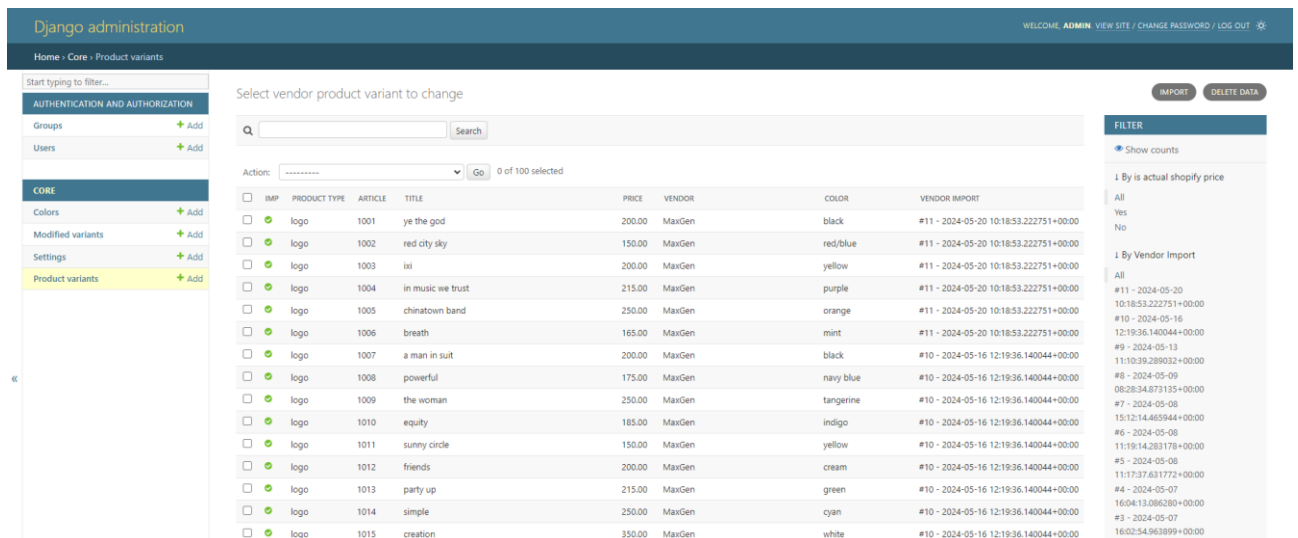 Django administration
WELCOME, ADMIN. VIEW SITE / CHANGE PASSWORD / LOG OUT
Home › Core › Product variants
Start typing to filter...
AUTHENTICATION AND AUTHORIZATION
Groups + Add
Users + Add
CORE
Colors + Add
Modified variants + Add
Settings + Add
Product variants + Add
«
Select vendor product variant to change
IMPORT DELETE DATA
Search
Action: --------- Go 0 of 100 selected
IMP PRODUCT TYPE ARTICLE TITLE PRICE VENDOR COLOR VENDOR IMPORT
logo 1001 ye the god 200.00 MaxGen black #11 - 2024-05-20 10:18:53.222751+00:00
logo 1002 red city sky 150.00 MaxGen red/blue #11 - 2024-05-20 10:18:53.222751+00:00
logo 1003 ixi 200.00 MaxGen yellow #11 - 2024-05-20 10:18:53.222751+00:00
logo 1004 in music we trust 215.00 MaxGen purple #11 - 2024-05-20 10:18:53.222751+00:00
logo 1005 chinatown band 250.00 MaxGen orange #11 - 2024-05-20 10:18:53.222751+00:00
logo 1006 breath 165.00 MaxGen mint #11 - 2024-05-20 10:18:53.222751+00:00
logo 1007 a man in suit 200.00 MaxGen black #10 - 2024-05-16 12:19:36.140044+00:00
logo 1008 powerful 175.00 MaxGen navy blue #10 - 2024-05-16 12:19:36.140044+00:00
logo 1009 the woman 250.00 MaxGen tangerine #10 - 2024-05-16 12:19:36.140044+00:00
logo 1010 equity 185.00 MaxGen indigo #10 - 2024-05-16 12:19:36.140044+00:00
logo 1011 sunny circle 150.00 MaxGen yellow #10 - 2024-05-16 12:19:36.140044+00:00
logo 1012 friends 200.00 MaxGen cream #10 - 2024-05-16 12:19:36.140044+00:00
logo 1013 party up 215.00 MaxGen green #10 - 2024-05-16 12:19:36.140044+00:00
logo 1014 simple 250.00 MaxGen cyan #10 - 2024-05-16 12:19:36.140044+00:00
logo 1015 creation 350.00 MaxGen white #10 - 2024-05-16 12:19:36.140044+00:00
FILTER
Show counts
↓ By is actual shopify price
All
Yes
No
↓ By Vendor Import
All
#11 - 2024-05-20
10:18:53.222751+00:00
#10 - 2024-05-16
12:19:36.140044+00:00
#9 - 2024-05-13
11:10:39.289032+00:00
#8 - 2024-05-09
08:28:34.873135+00:00
#7 - 2024-05-08
15:12:14.465944+00:00
#6 - 2024-05-08
11:19:14.283178+00:00
#5 - 2024-05-08
11:17:37.631772+00:00
#4 - 2024-05-07
16:04:13.086280+00:00
#3 - 2024-05-07
16:02:54.963899+00:00